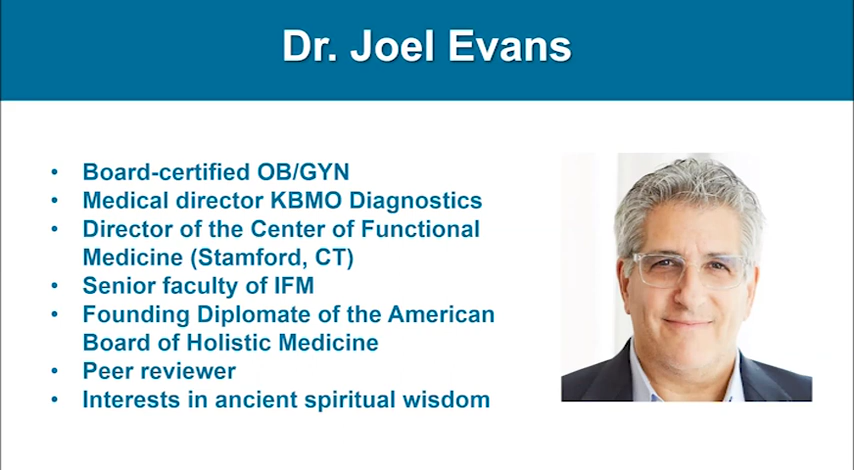 Dr. Joel Evans
• Board-certified OB/GYN
• Medical director KBMO Diagnostics
• Director of the Center of Functional
Medicine (Stamford, CT)
• Senior faculty of IFM
• Founding Diplomate of the American
Board of Holistic Medicine
• Peer reviewer
• Interests in ancient spiritual wisdom